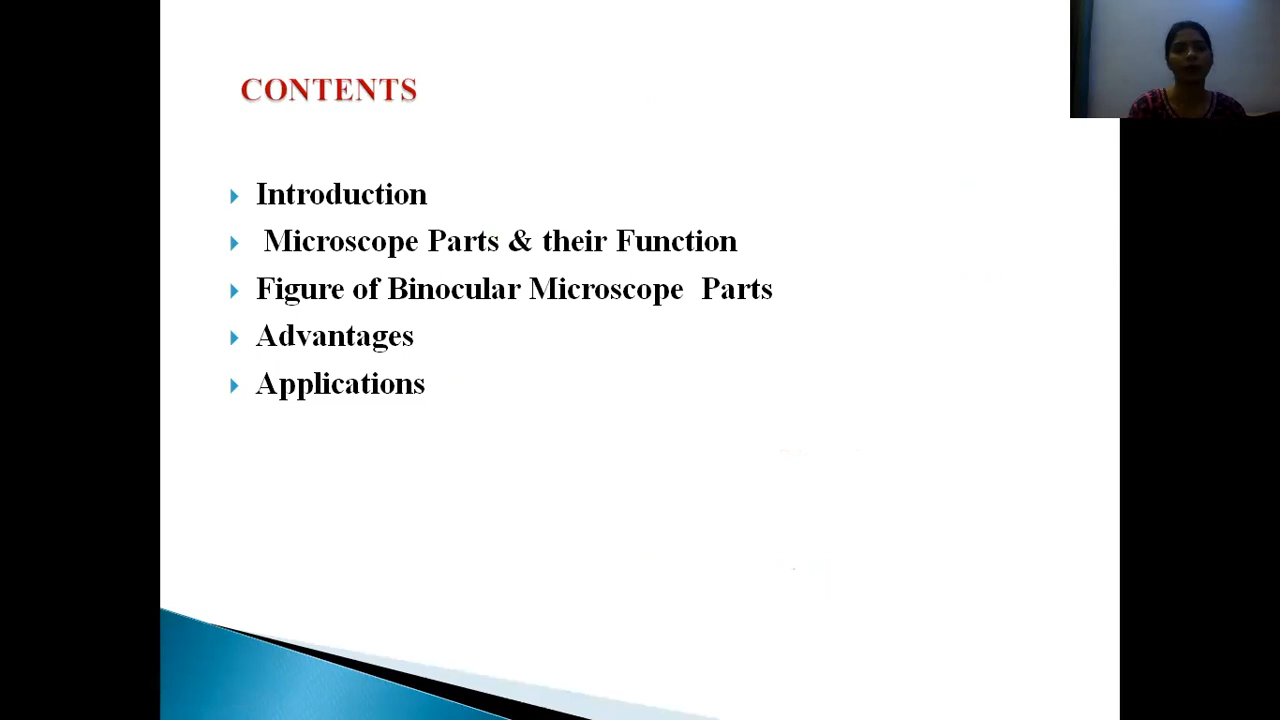 CONTENTS
Introduction
Microscope Parts & their Function
Figure of Binocular Microscope Parts
Advantages
Applications